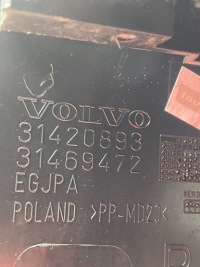 VOLVO
31420893
31469472
EGJPA
POLAND >PP-MD20<